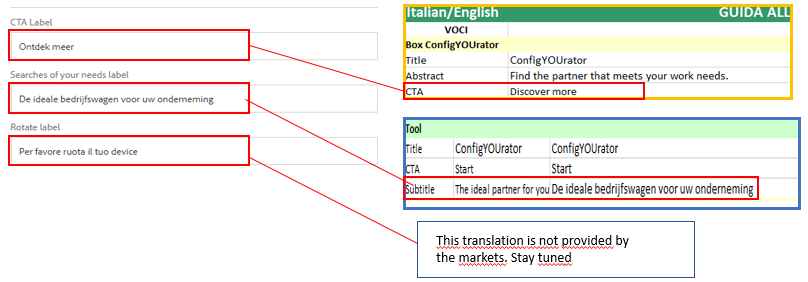 CTA Label
Ontdek meer
Searches of your needs label
De ideale bedrijfswagen voor uw onderneming
Rotate label
Per favore ruota il tuo device
Italian/English GUIDA ALL
VOCI
Box ConfigYOUrator
Title ConfigYOUrator
Abstract Find the partner that meets your work needs.
CTA Discover more
Tool
Title ConfigYOUrator ConfigYOUrator
CTA Start Start
Subtitle The ideal partner for you De ideale bedrijfswagen voor uw onderneming
This translation is not provided by
the markets. Stay tuned